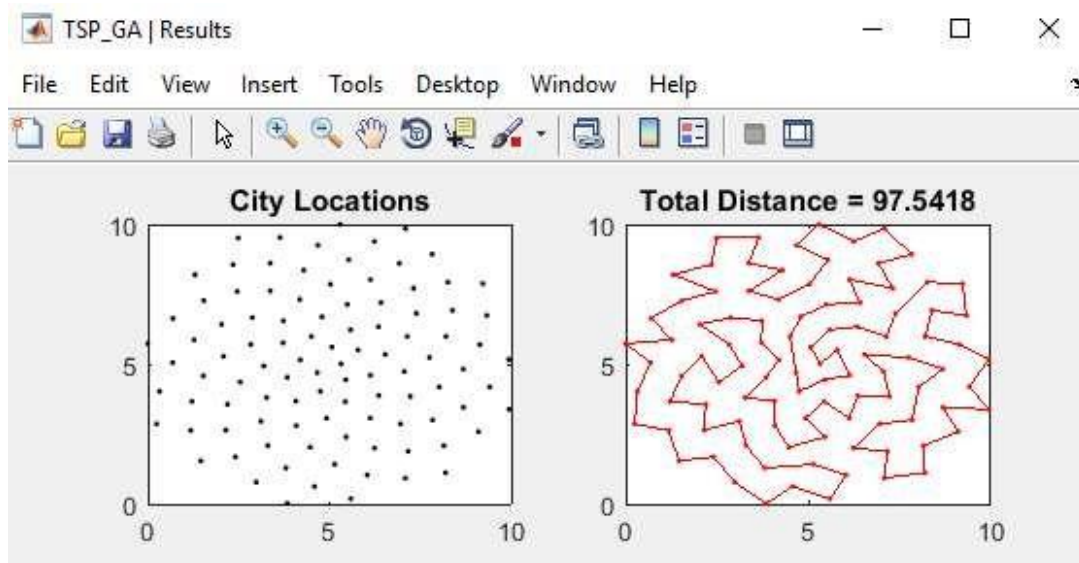 TSP_GA | Results
File Edit View Insert Tools Desktop Window Help
City Locations
Total Distance = 97.5418
10
5
0
0 5 10
10
5
0
0 5 10